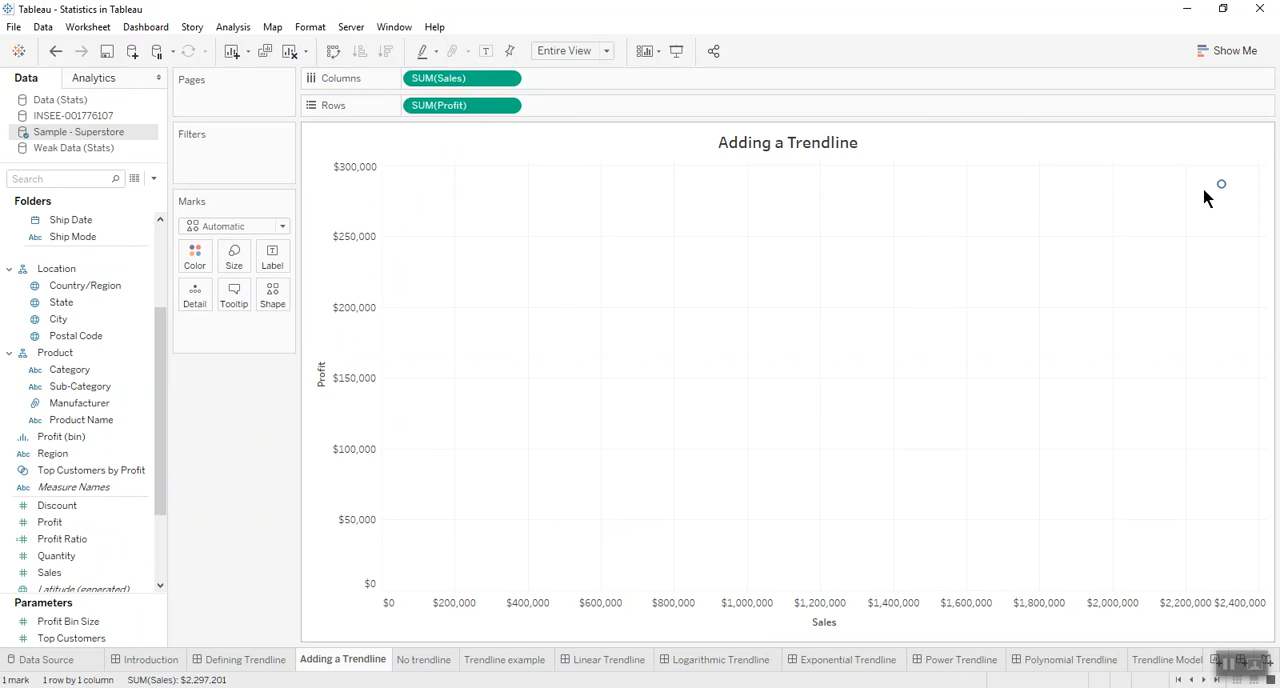 Tableau - Statistics in Tableau
File Data Worksheet Dashboard Story Analysis Map Format Server Window Help
Entire View
Show Me
Data Analytics
Data (Stats)
INSEE-001776107
Sample - Superstore
Weak Data (Stats)
Search
Folders
Ship Date
Abc Ship Mode
Location
Country/Region
State
City
Postal Code
Product
Abc Category
Abc Sub-Category
Manufacturer
Abc Product Name
Profit (bin)
Abc Region
Top Customers by Profit
Abc Measure Names
# Discount
# Profit
=# Profit Ratio
# Quantity
# Sales
Latitude (generated)
Parameters
# Profit Bin Size
# Top Customers
Pages
Filters
Marks
Automatic
Color Size Label
Detail Tooltip Shape
Columns SUM(Sales)
Rows SUM(Profit)
Adding a Trendline
$300,000
$250,000
$200,000
$150,000
$100,000
$50,000
$0
Profit
$0 $200,000 $400,000 $600,000 $800,000 $1,000,000 $1,200,000 $1,400,000 $1,600,000 $1,800,000 $2,000,000 $2,200,000 $2,400,000
Sales
Data Source Introduction Defining Trendline Adding a Trendline No trendline Trendline example Linear Trendline Logarithmic Trendline Exponential Trendline Power Trendline Polynomial Trendline Trendline Model
1 mark 1 row by 1 column SUM(Sales): $2.297.201